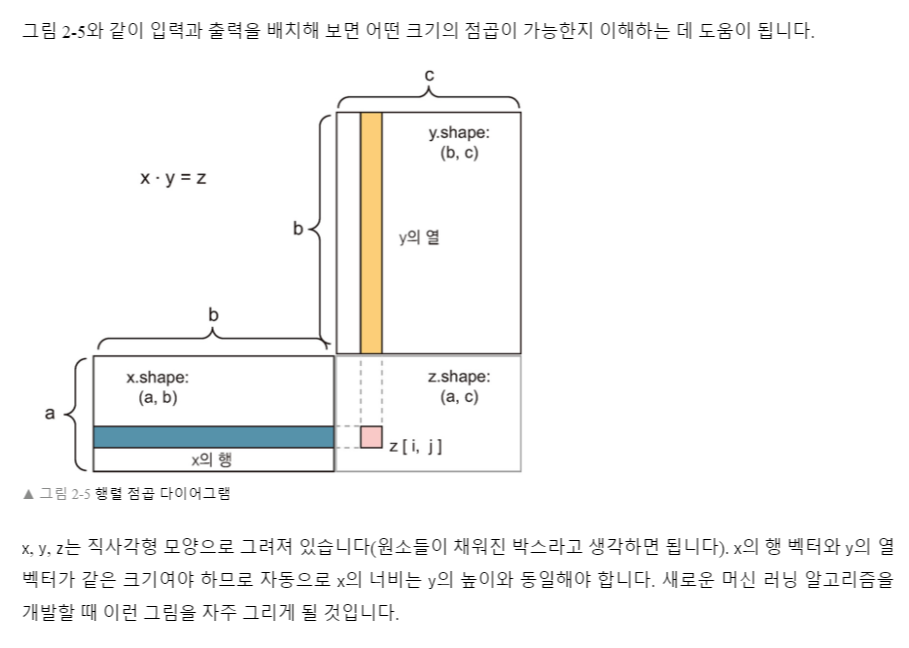 그림 2-5와 같이 입력과 출력을 배치해 보면 어떤 크기의 점곱이 가능한지 이해하는 데 도움이 됩니다.
c
y.shape:
(b, c)
x · y = z
b
y의 열
b
x.shape:
(a, b)
z.shape:
(a, c)
a
z [ i, j ]
x의 행
▲ 그림 2-5 행렬 점곱 다이어그램
x, y, z는 직사각형 모양으로 그려져 있습니다(원소들이 채워진 박스라고 생각하면 됩니다). x의 행 벡터와 y의 열
벡터가 같은 크기여야 하므로 자동으로 x의 너비는 y의 높이와 동일해야 합니다. 새로운 머신 러닝 알고리즘을
개발할 때 이런 그림을 자주 그리게 될 것입니다.